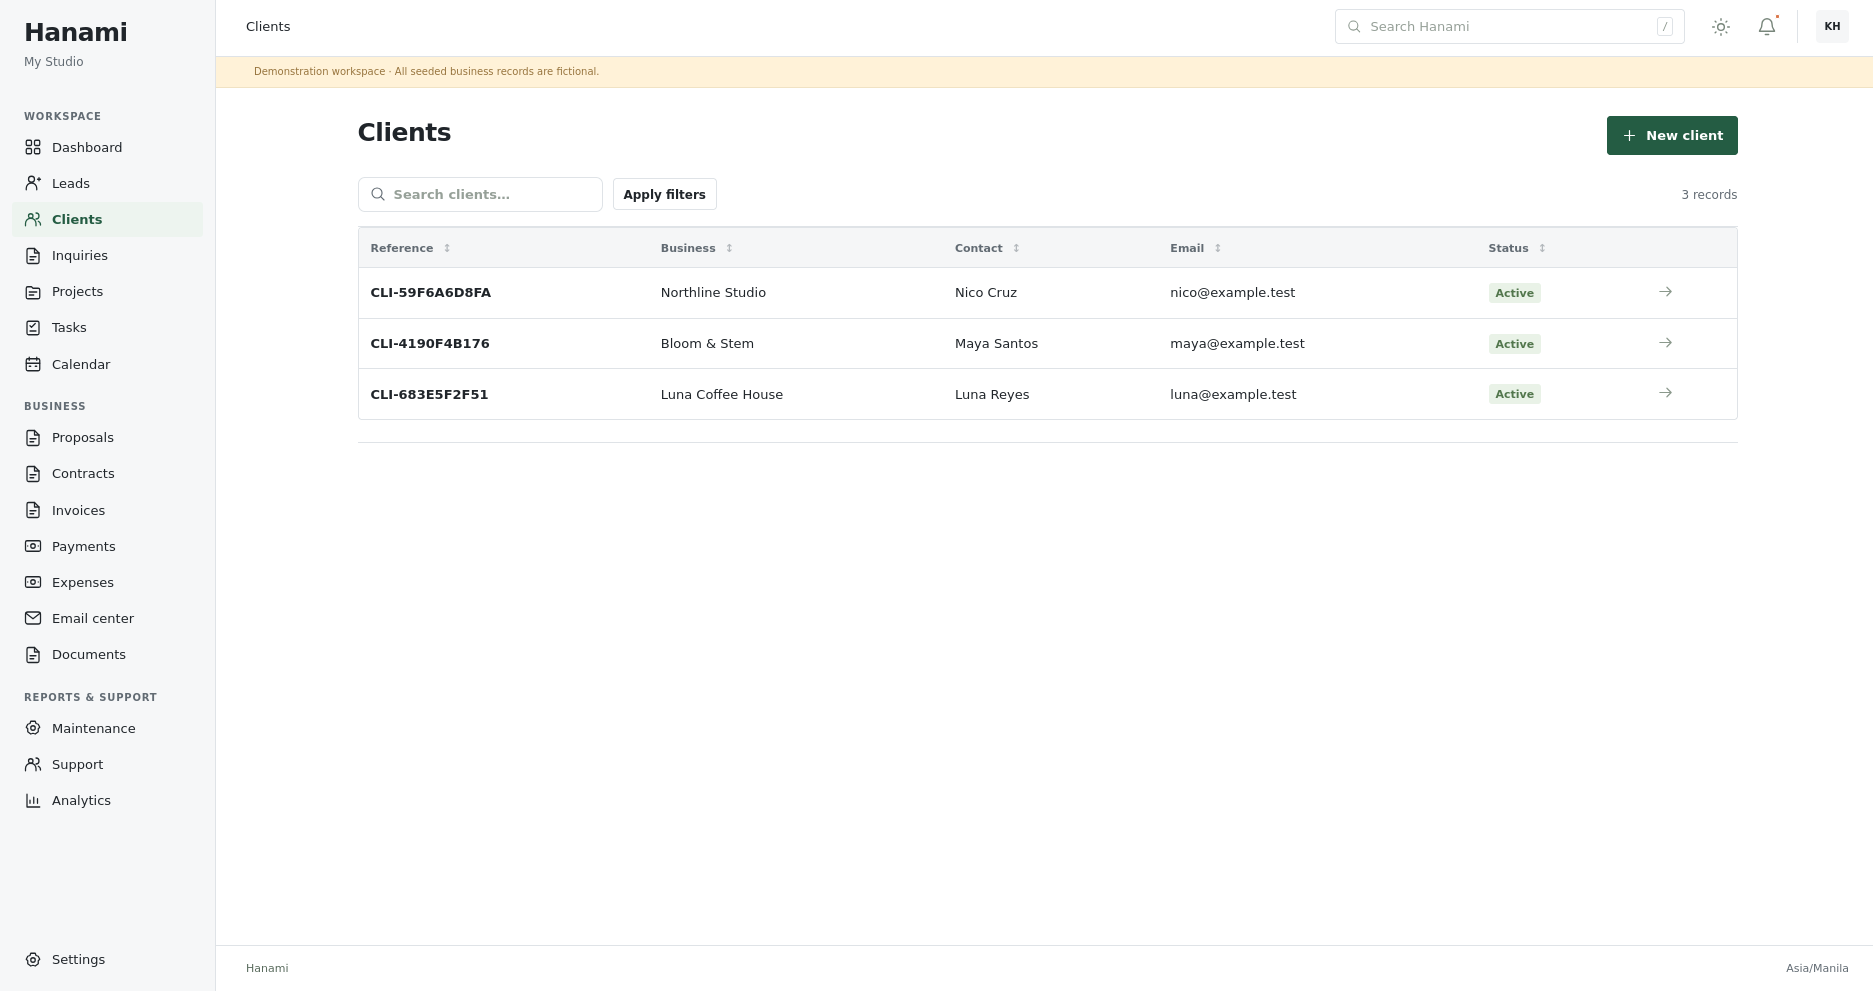 Hanami
My Studio
WORKSPACE
Dashboard
Leads
Clients
Inquiries
Projects
Tasks
Calendar
BUSINESS
Proposals
Contracts
Invoices
Payments
Expenses
Email center
Documents
REPORTS & SUPPORT
Maintenance
Support
Analytics
Settings
Clients
Search Hanami /
KH
Demonstration workspace · All seeded business records are fictional.
Clients
+ New client
Search clients…
Apply filters
3 records
Reference ↕ Business ↕ Contact ↕ Email ↕ Status ↕
CLI-59F6A6D8FA Northline Studio Nico Cruz nico@example.test Active →
CLI-4190F4B176 Bloom & Stem Maya Santos maya@example.test Active →
CLI-683E5F2F51 Luna Coffee House Luna Reyes luna@example.test Active →
Hanami
Asia/Manila